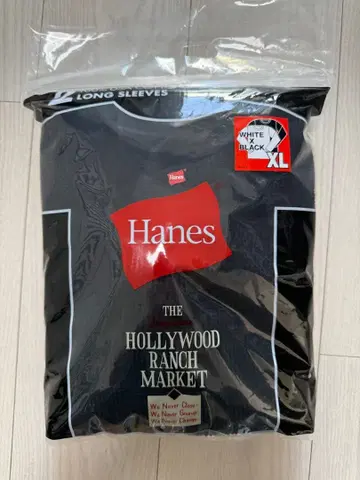 2
LONG SLEEVES
WHITE
X
BLACK
XL
Hanes
Hanes
THE
HOLLYWOOD
RANCH
MARKET
We Never Close